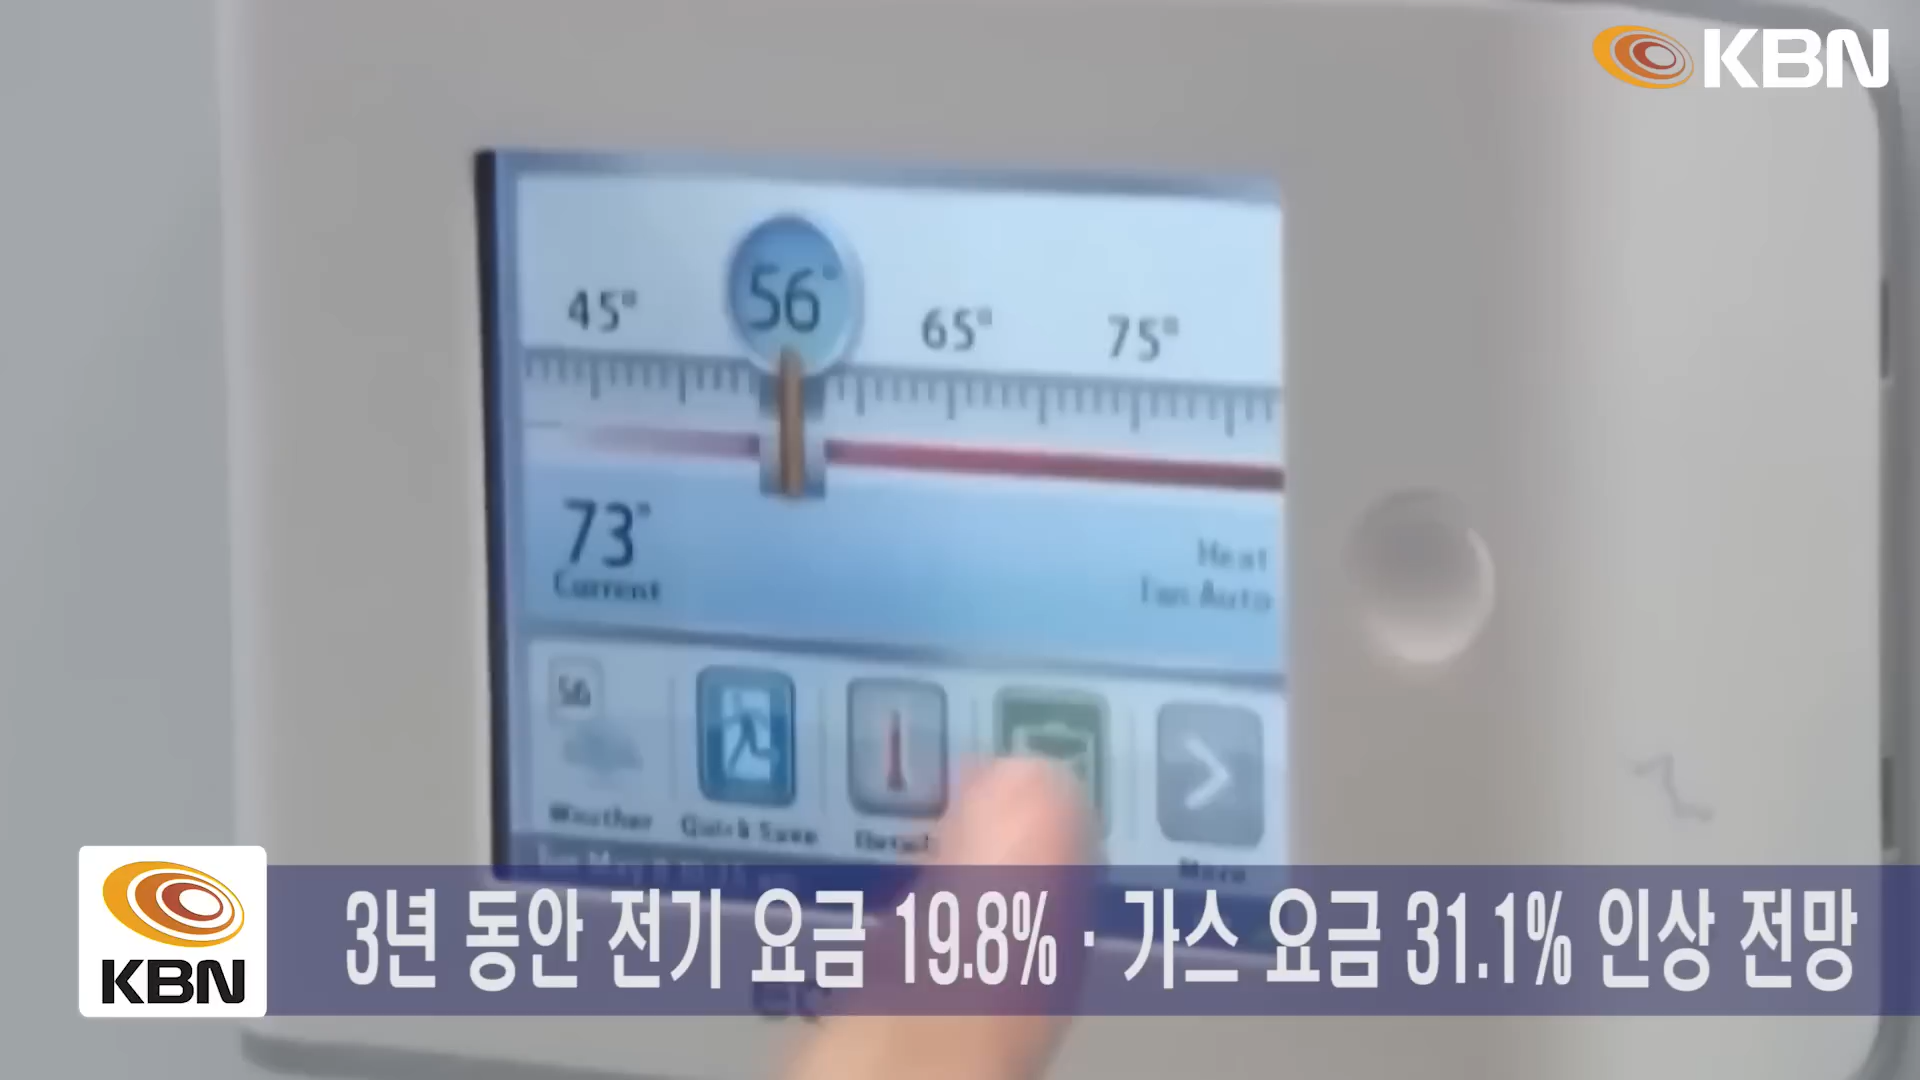 KBN
56°
45°
65°
75°
73°
Current
Heat
Fan Auto
56
Weather
Quick Save
More
KBN
3년 동안 전기 요금 19.8%·가스 요금 31.1% 인상 전망